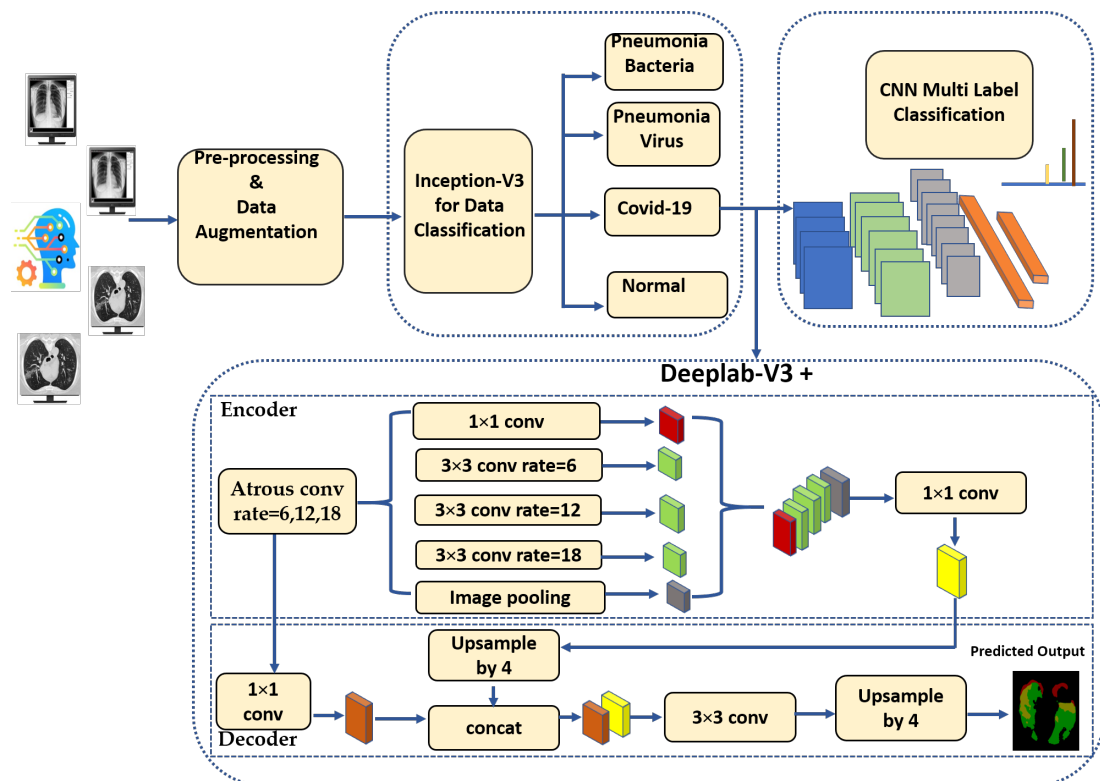 Pre-processing
&
Data
Augmentation
Inception-V3
for Data
Classification
Pneumonia
Bacteria
Pneumonia
Virus
Covid-19
Normal
CNN Multi Label
Classification
Deeplab-V3 +
Encoder
Atrous conv
rate=6,12,18
1×1 conv
3×3 conv rate=6
3×3 conv rate=12
3×3 conv rate=18
Image pooling
1×1 conv
Upsample
by 4
Predicted Output
1×1
conv
Decoder
concat
3×3 conv
Upsample
by 4